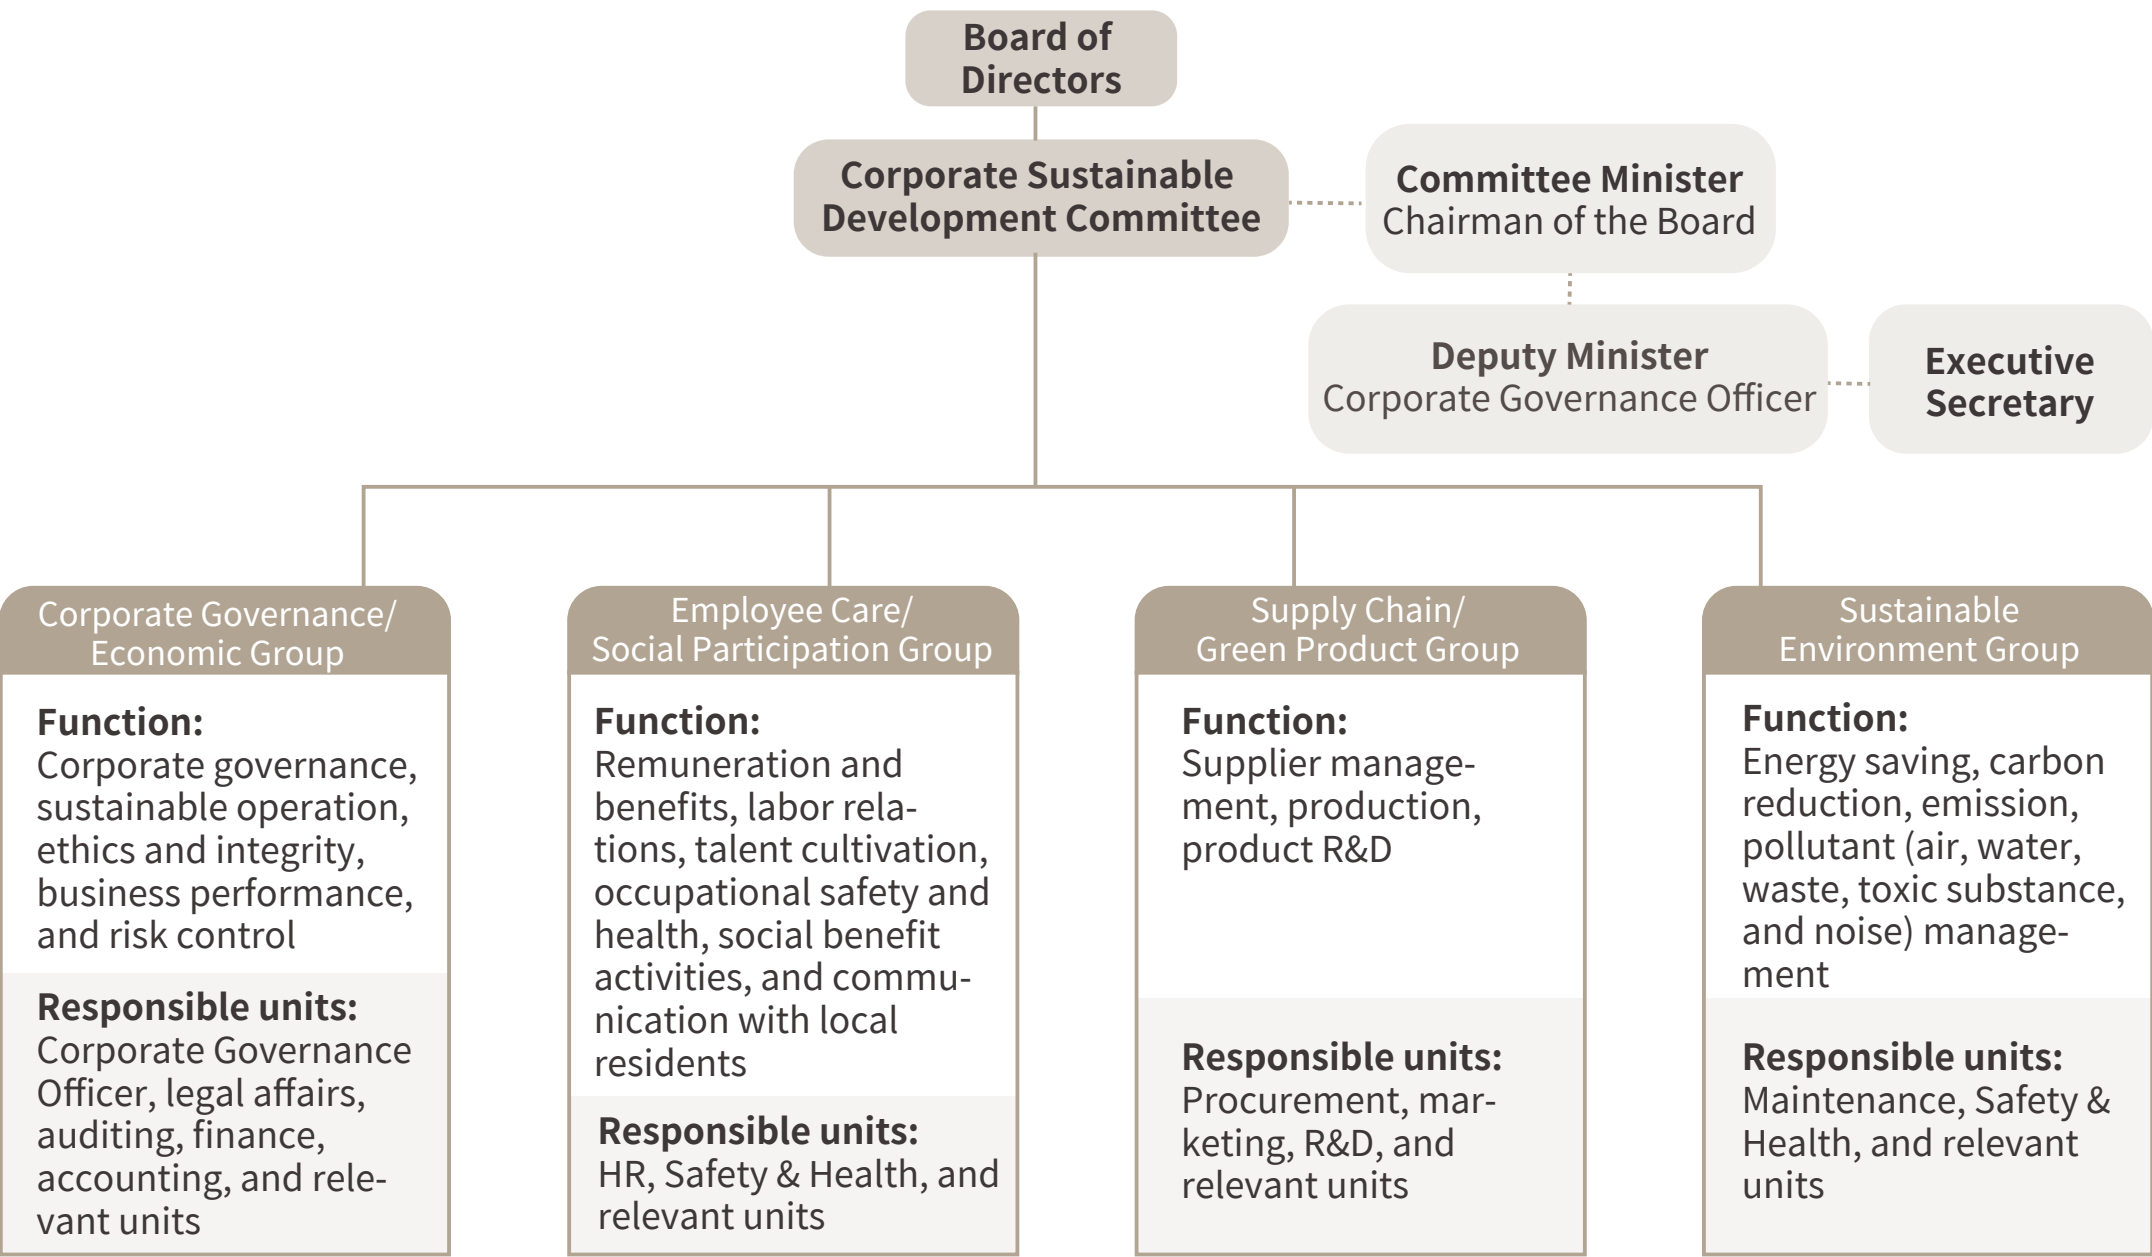 Board of
Directors
Corporate Sustainable
Development Committee
Committee Minister
Chairman of the Board
Deputy Minister
Corporate Governance Officer
Executive
Secretary
Corporate Governance/
Economic Group
Function:
Corporate governance,
sustainable operation,
ethics and integrity,
business performance,
and risk control
Responsible units:
Corporate Governance
Officer, legal affairs,
auditing, finance,
accounting, and rele-
vant units
Employee Care/
Social Participation Group
Function:
Remuneration and
benefits, labor rela-
tions, talent cultivation,
occupational safety and
health, social benefit
activities, and commu-
nication with local
residents
Responsible units:
HR, Safety & Health, and
relevant units
Supply Chain/
Green Product Group
Function:
Supplier manage-
ment, production,
product R&D
Responsible units:
Procurement, mar-
keting, R&D, and
relevant units
Sustainable
Environment Group
Function:
Energy saving, carbon
reduction, emission,
pollutant (air, water,
waste, toxic substance,
and noise) manage-
ment
Responsible units:
Maintenance, Safety &
Health, and relevant
units